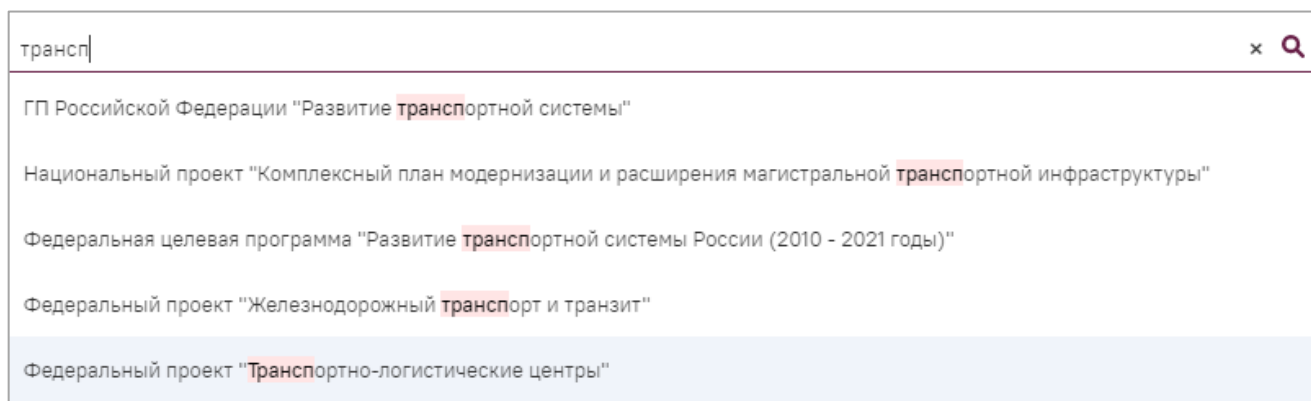 трансп
ГП Российской Федерации "Развитие транспортной системы"
Национальный проект "Комплексный план модернизации и расширения магистральной транспортной инфраструктуры"
Федеральная целевая программа "Развитие транспортной системы России (2010 - 2021 годы)"
Федеральный проект "Железнодорожный транспорт и транзит"
Федеральный проект "Транспортно-логистические центры"